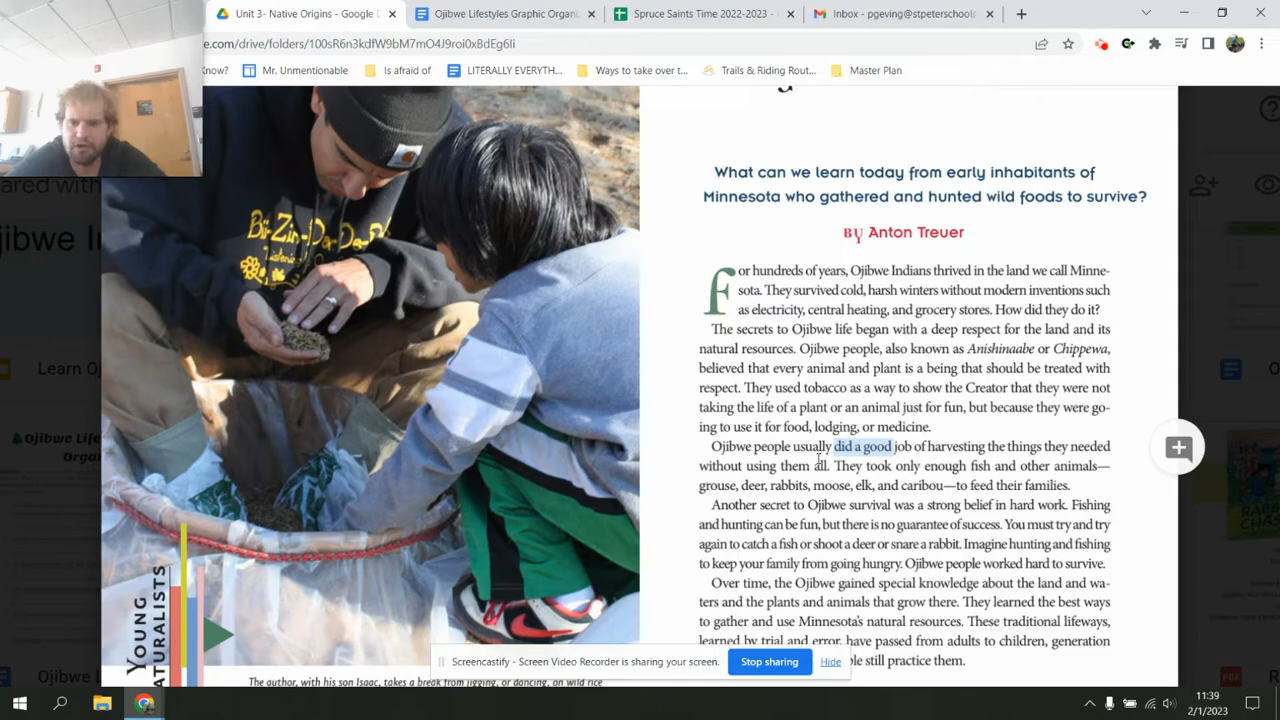 Unit 3- Native Origins - Google D
Ojibwe Lifestyles Graphic Organi
Spruce Saints Time 2022-2023 -
Inbox - pgeving@stpeterschools
e.com/drive/folders/100sR6n3kdfW9bM7mO4J9roi0xBdEg6Ii
Know?
Mr. Unmentionable
Is afraid of
LITERALLY EVERYTH...
Ways to take over t...
Trails & Riding Rout...
Master Plan
What can we learn today from early inhabitants of
Minnesota who gathered and hunted wild foods to survive?
BY Anton Treuer
for hundreds of years, Ojibwe Indians thrived in the land we call Minne-
sota. They survived cold, harsh winters without modern inventions such
as electricity, central heating, and grocery stores. How did they do it?
The secrets to Ojibwe life began with a deep respect for the land and its
natural resources. Ojibwe people, also known as Anishinaabe or Chippewa,
believed that every animal and plant is a being that should be treated with
respect. They used tobacco as a way to show the Creator that they were not
taking the life of a plant or an animal just for fun, but because they were go-
ing to use it for food, lodging, or medicine.
Ojibwe people usually did a good job of harvesting the things they needed
without using them all. They took only enough fish and other animals—
grouse, deer, rabbits, moose, elk, and caribou—to feed their families.
Another secret to Ojibwe survival was a strong belief in hard work. Fishing
and hunting can be fun, but there is no guarantee of success. You must try and try
again to catch a fish or shoot a deer or snare a rabbit. Imagine hunting and fishing
to keep your family from going hungry. Ojibwe people worked hard to survive.
Over time, the Ojibwe gained special knowledge about the land and wa-
ters and the plants and animals that grow there. They learned the best ways
to gather and use Minnesota's natural resources. These traditional lifeways,
learned by trial and error, have passed from adults to children, generation
ple still practice them.
YOUNG
NATURALISTS
The author, with his son Isaac, takes a break from jigging, or dancing, on wild rice
Screencastify - Screen Video Recorder is sharing your screen.
Stop sharing
Hide
Learn Oj
Ojibwe L
Ojibwe
11:39
2/1/2023